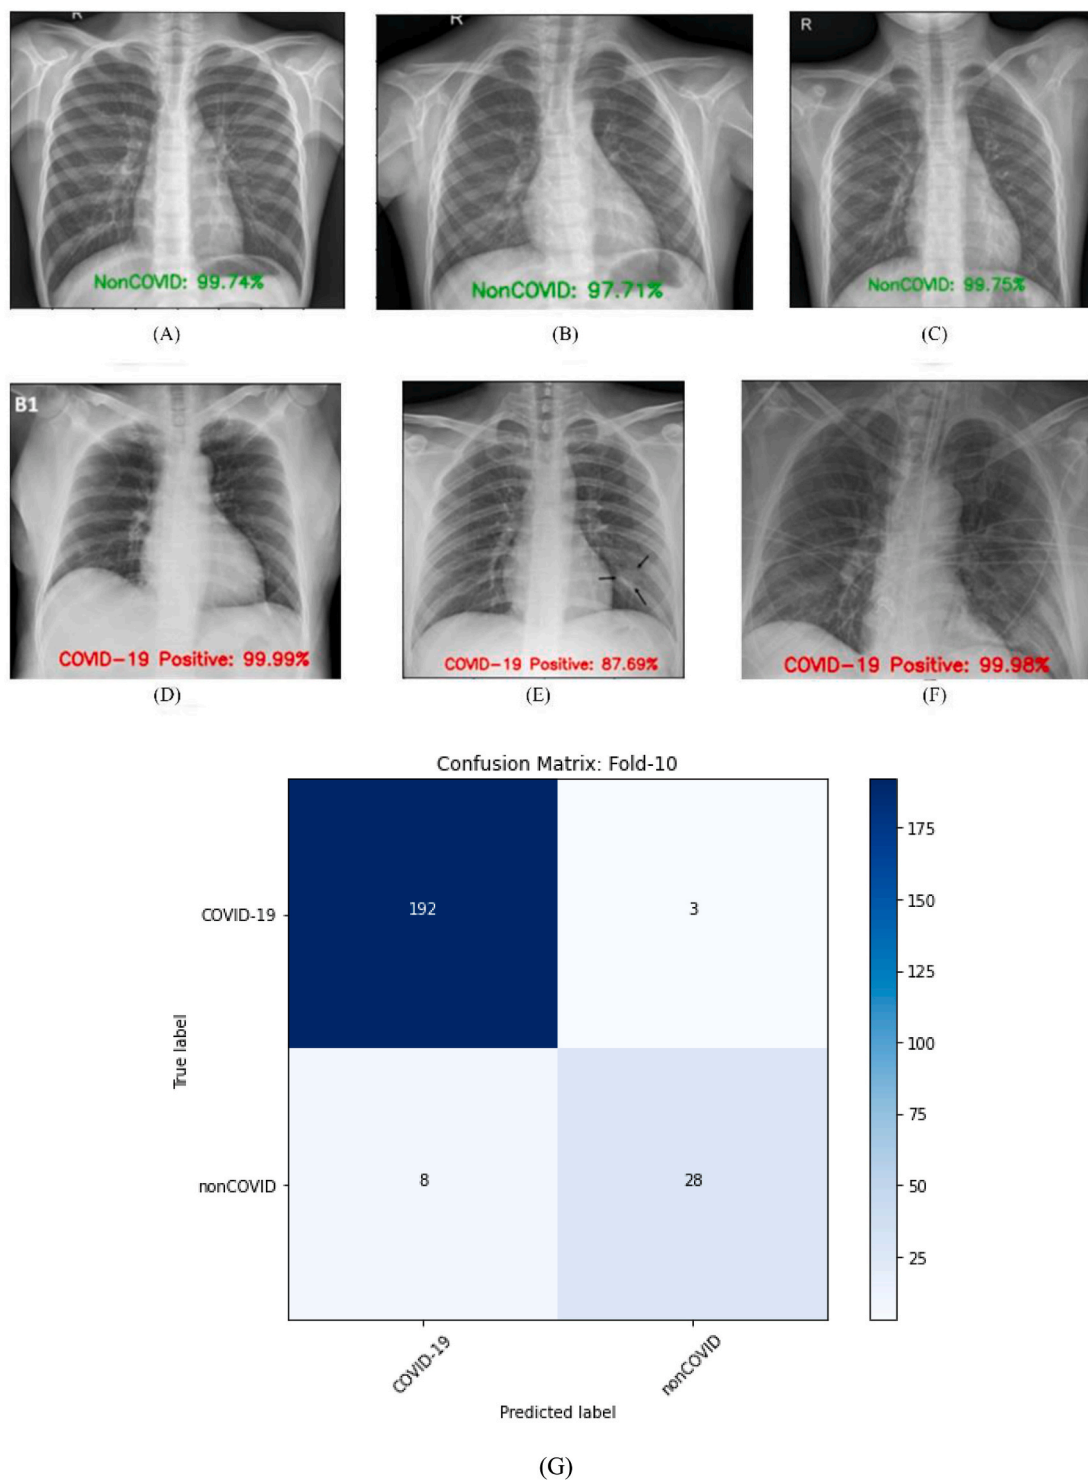 R
R
R
NonCOVID: 99.74%
NonCOVID: 97.71%
NonCOVID: 99.75%
(A)
(B)
(C)
B1
COVID-19 Positive: 99.99%
COVID-19 Positive: 87.69%
COVID-19 Positive: 99.98%
(D)
(E)
(F)
Confusion Matrix: Fold-10
192
3
8
28
COVID-19
nonCOVID
True label
COVID-19
nonCOVID
Predicted label
175
150
125
100
75
50
25
(G)